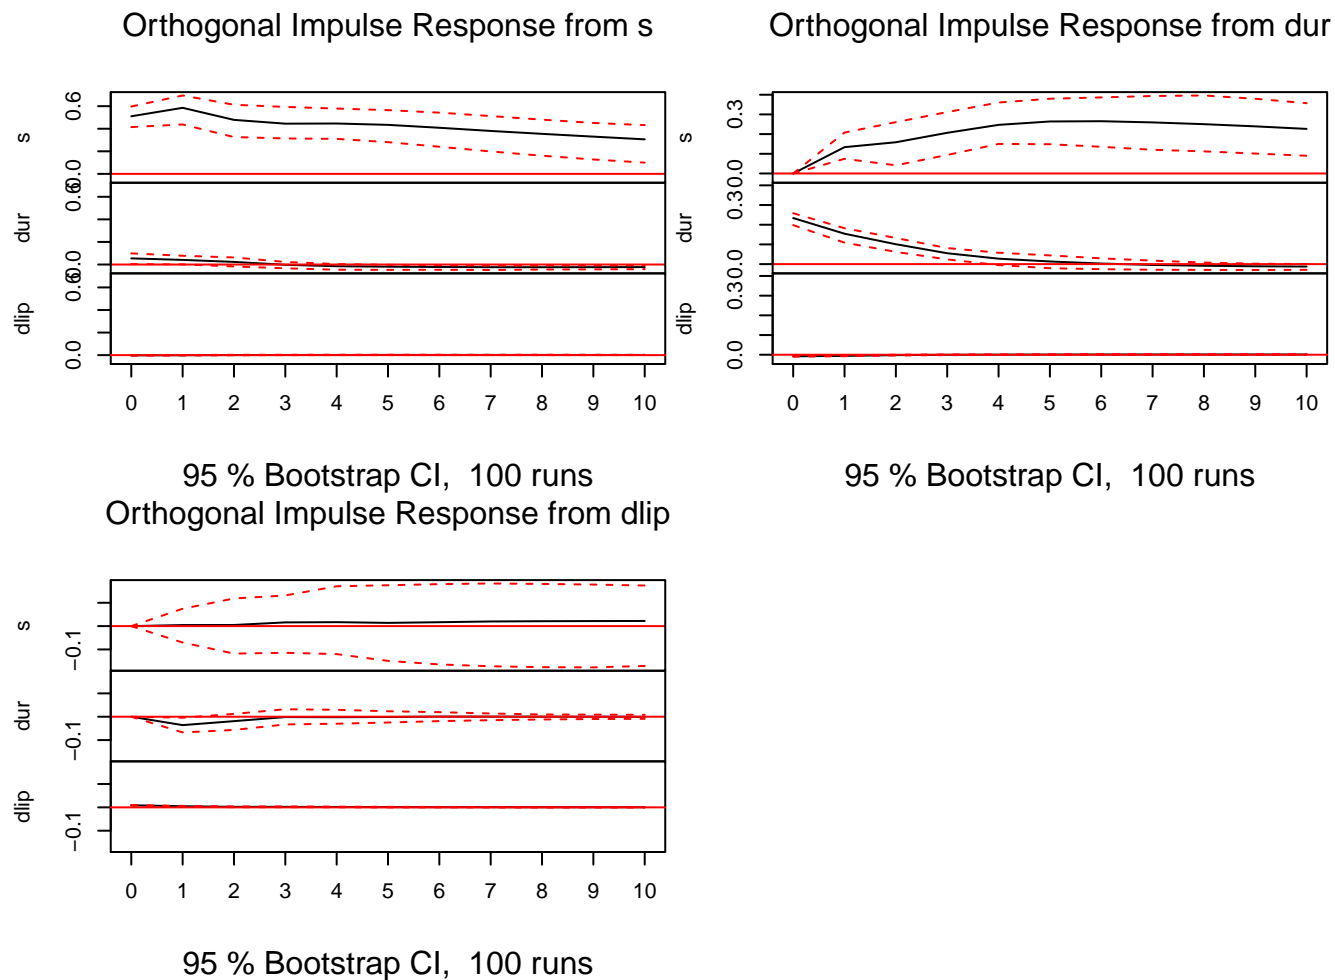 Orthogonal Impulse Response from s
s
0.6
0.0
dur
0.6
0.0
dlip
0.6
0.0
0 1 2 3 4 5 6 7 8 9 10
95 % Bootstrap CI, 100 runs
Orthogonal Impulse Response from dur
s
0.3
0.0
dur
0.3
0.0
dlip
0.3
0.0
0 1 2 3 4 5 6 7 8 9 10
95 % Bootstrap CI, 100 runs
Orthogonal Impulse Response from dlip
s
−0.1
dur
−0.1
dlip
−0.1
0 1 2 3 4 5 6 7 8 9 10
95 % Bootstrap CI, 100 runs